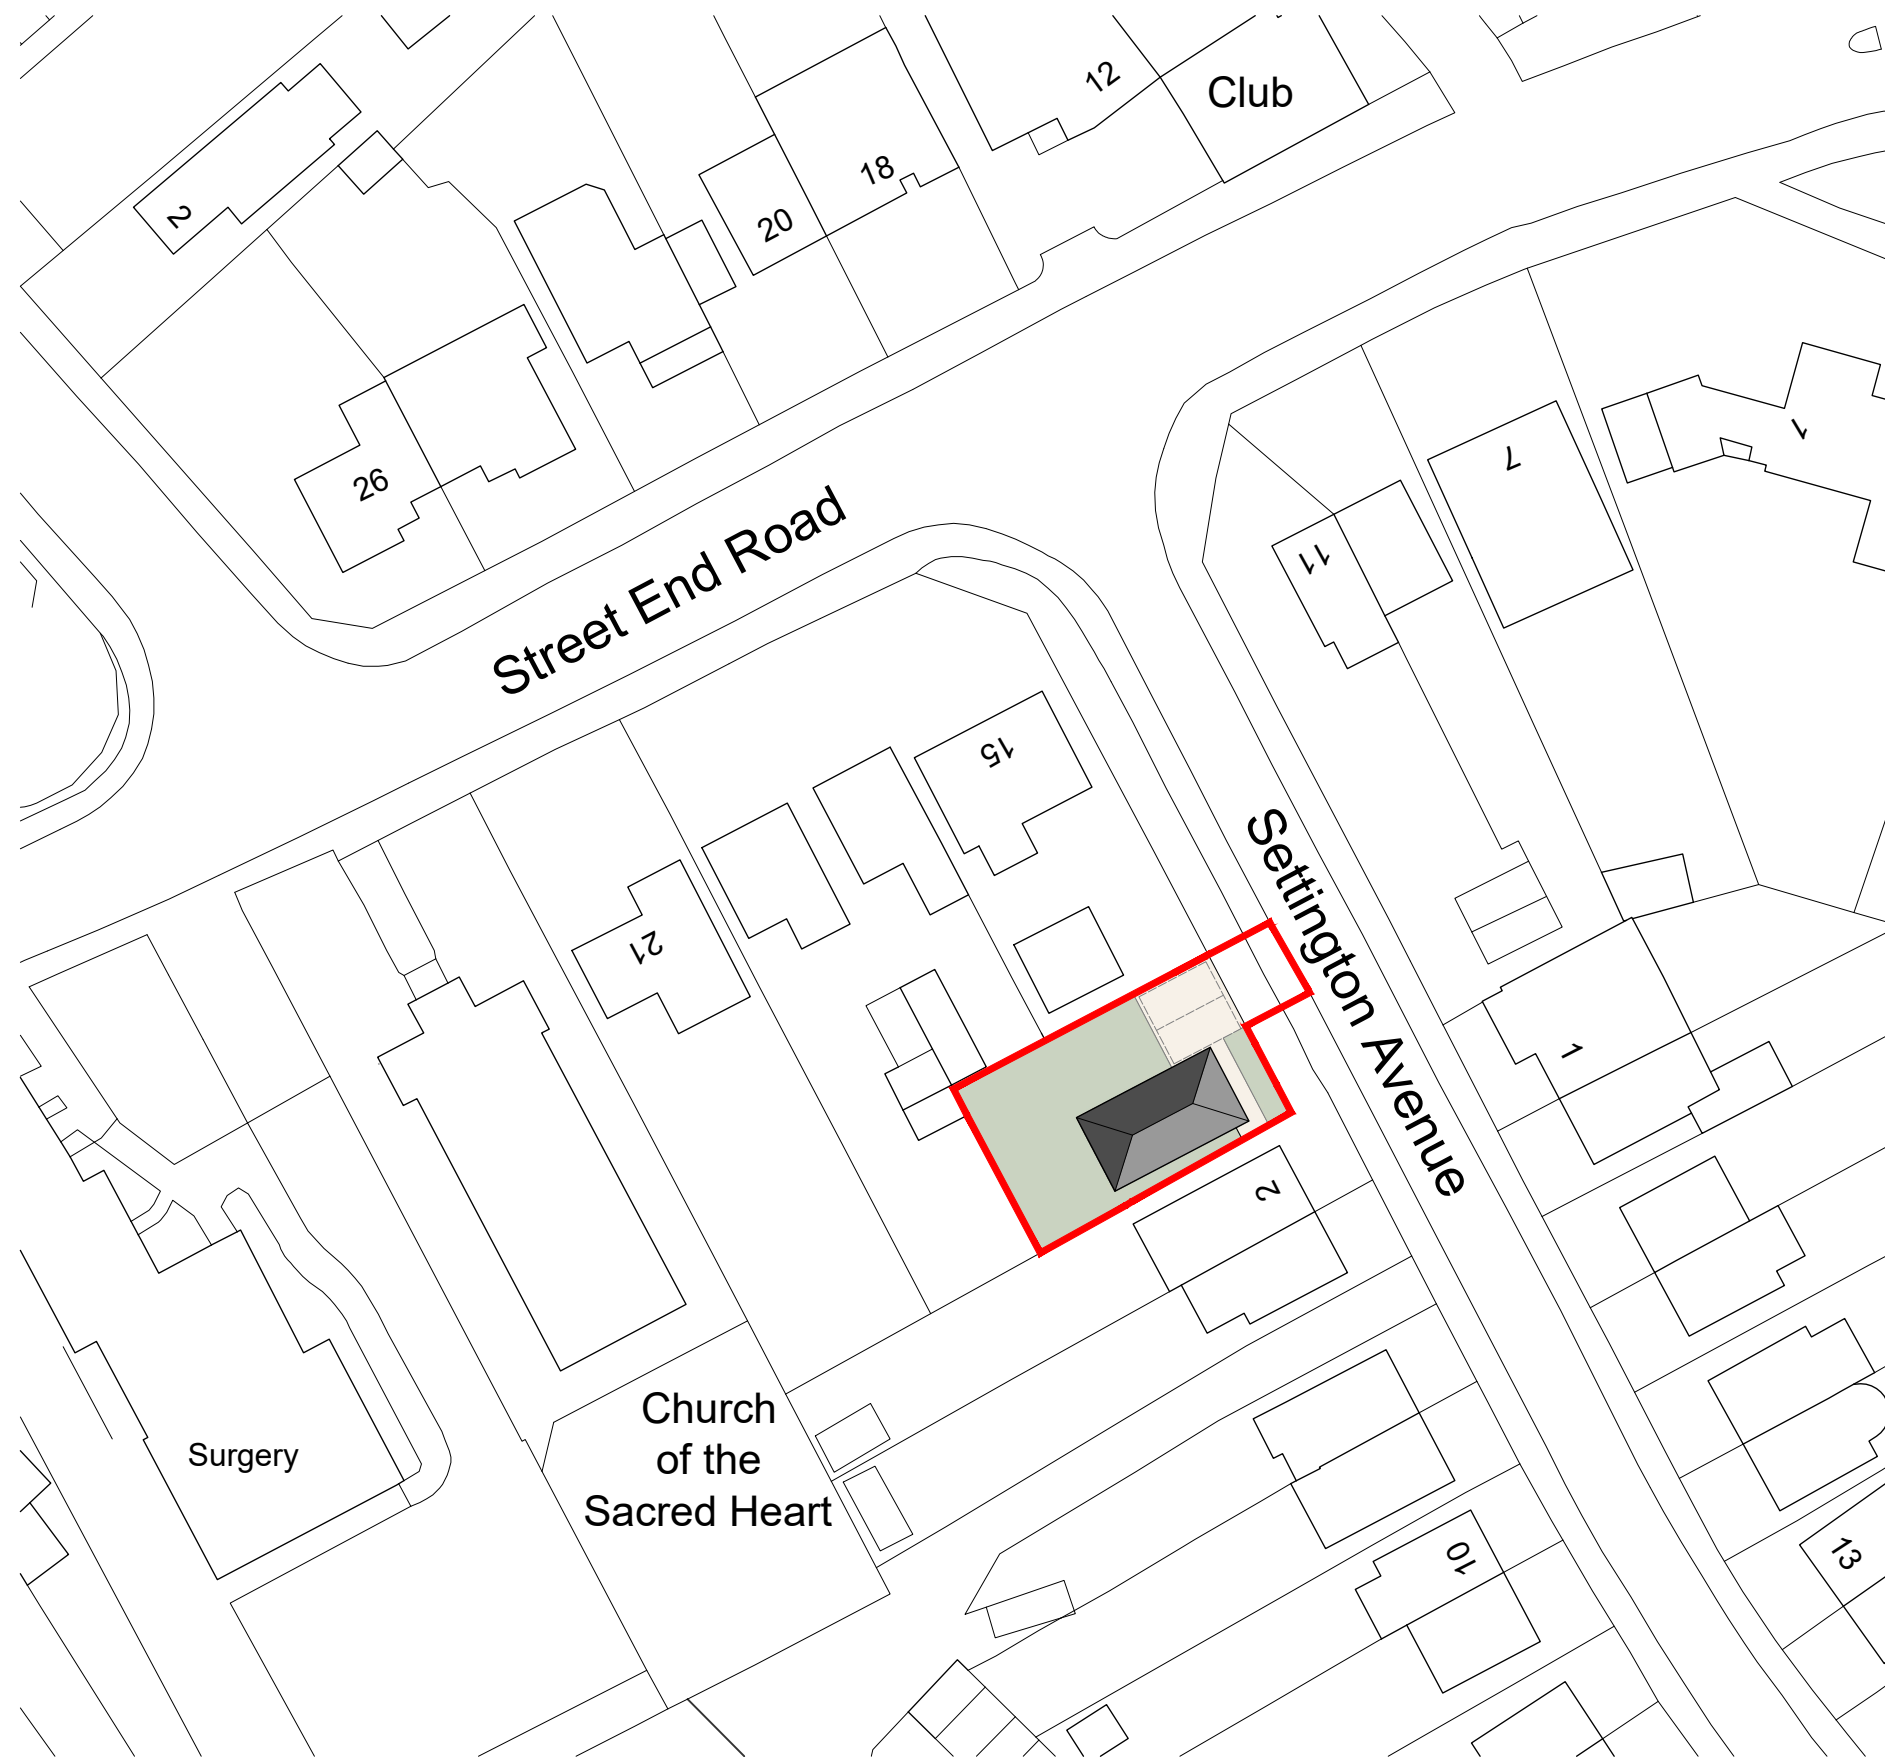 12
Club
2
18
20
26
Street End Road
1
7
11
15
21
Settington Avenue
1
2
Church
of the
Sacred Heart
Surgery
10
13